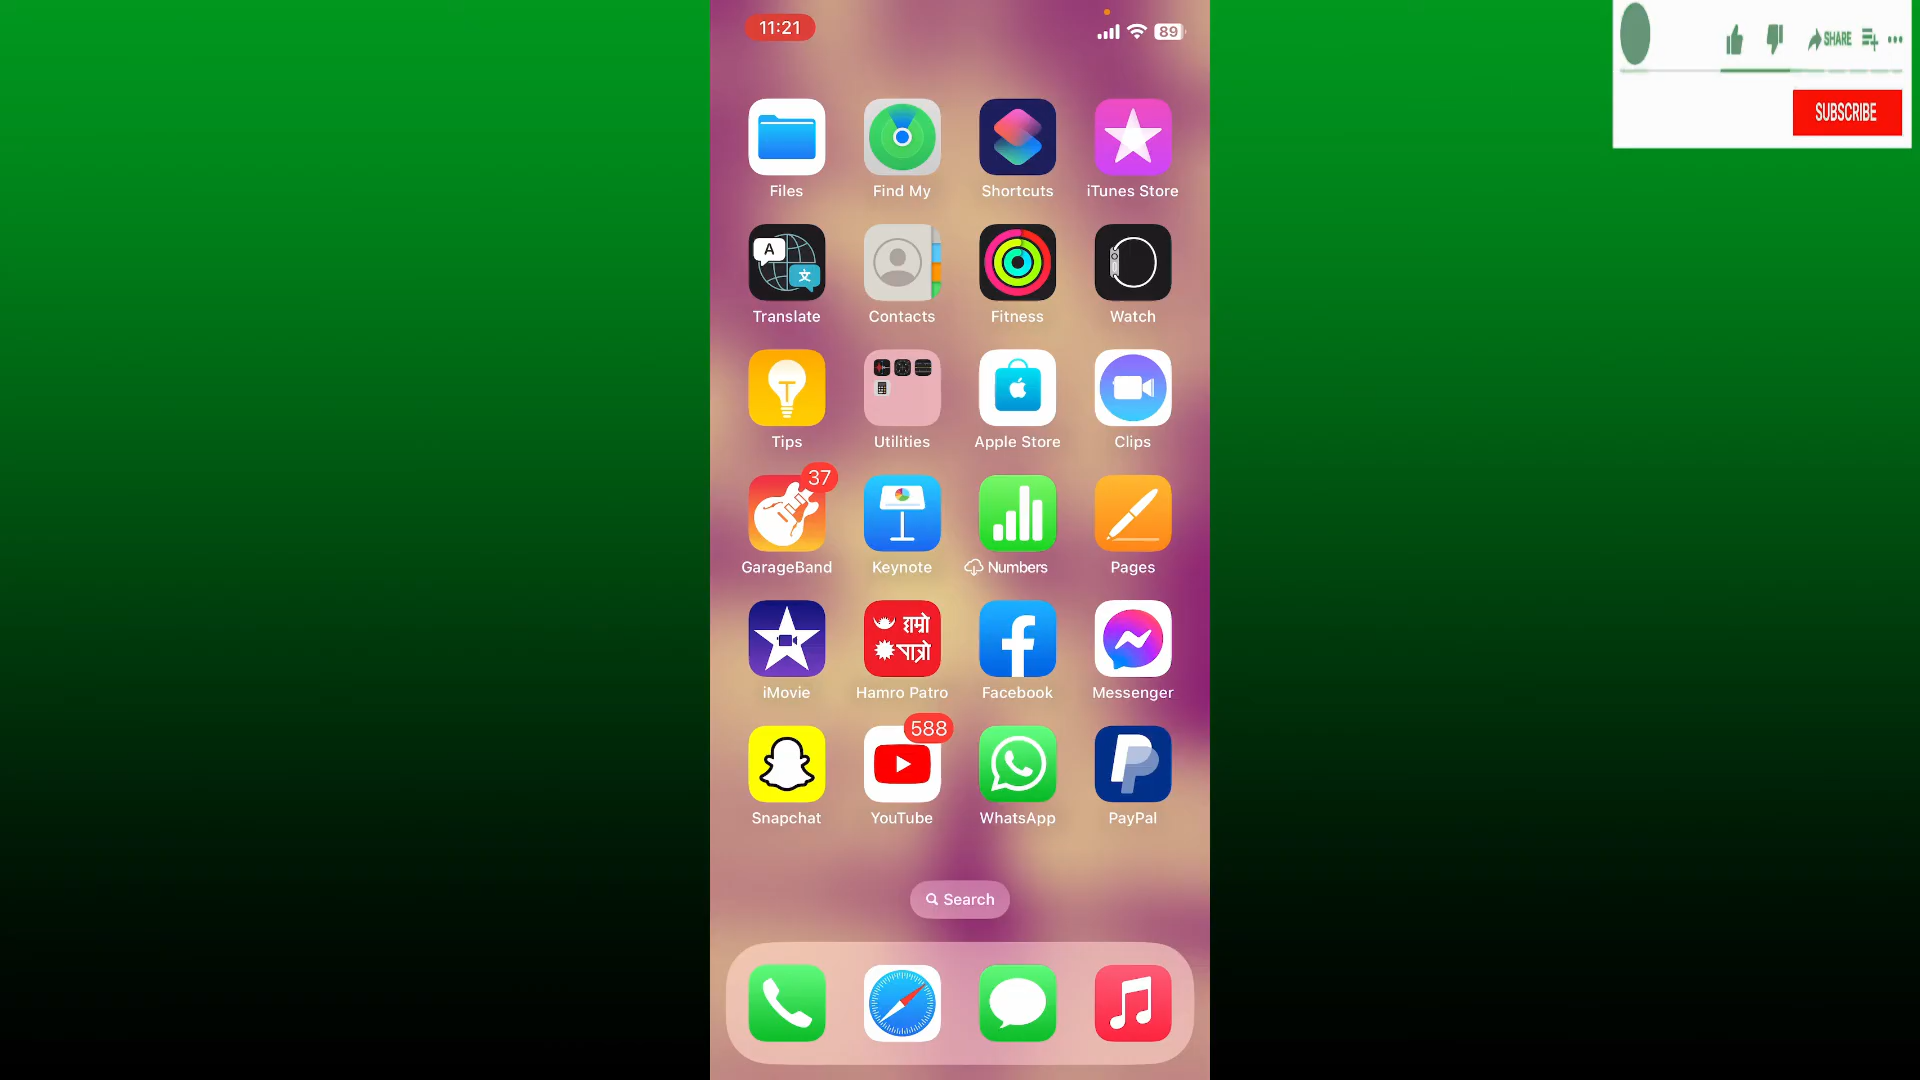 11:21
89
SHARE
SUBSCRIBE
Files
Find My
Shortcuts
iTunes Store
A
文
Translate
Contacts
Fitness
Watch
Tips
Utilities
Apple Store
Clips
37
GarageBand
Keynote
Numbers
Pages
हाम्रो
पात्रो
iMovie
Hamro Patro
Facebook
Messenger
588
Snapchat
YouTube
WhatsApp
PayPal
Search